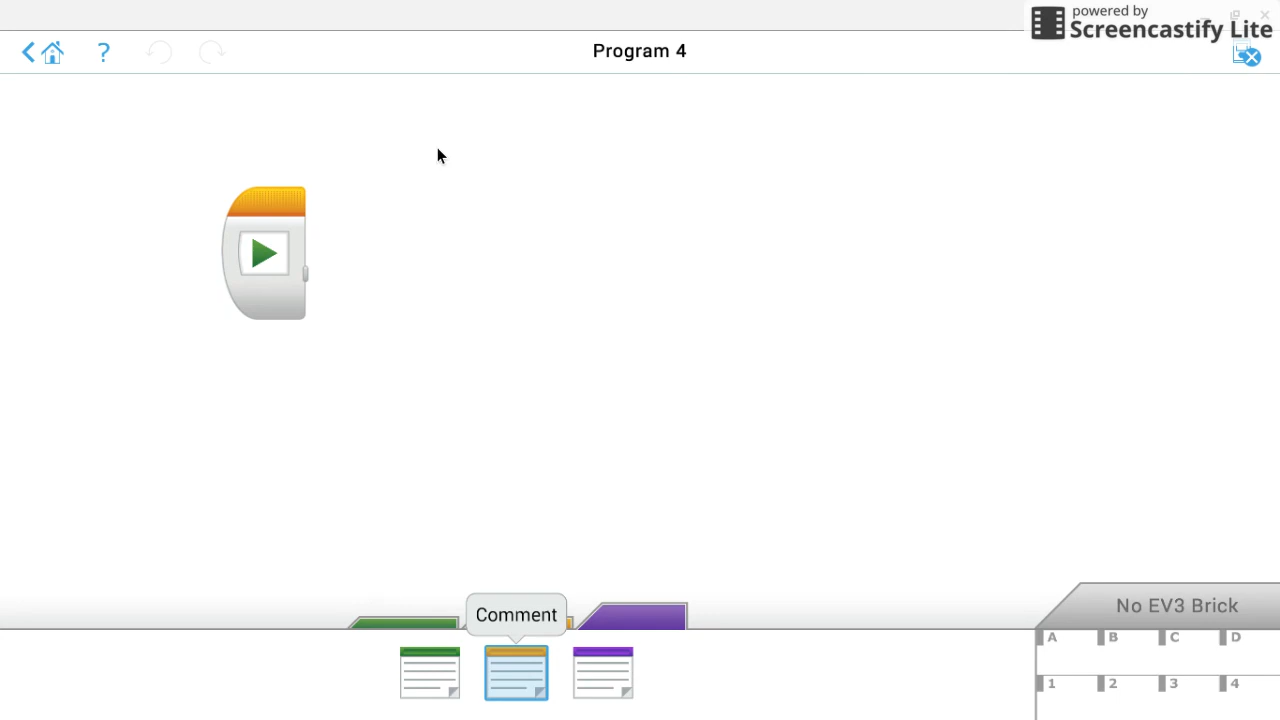 powered by
Screencastify Lite
?
Program 4
Comment
No EV3 Brick
A B C D
1 2 3 4